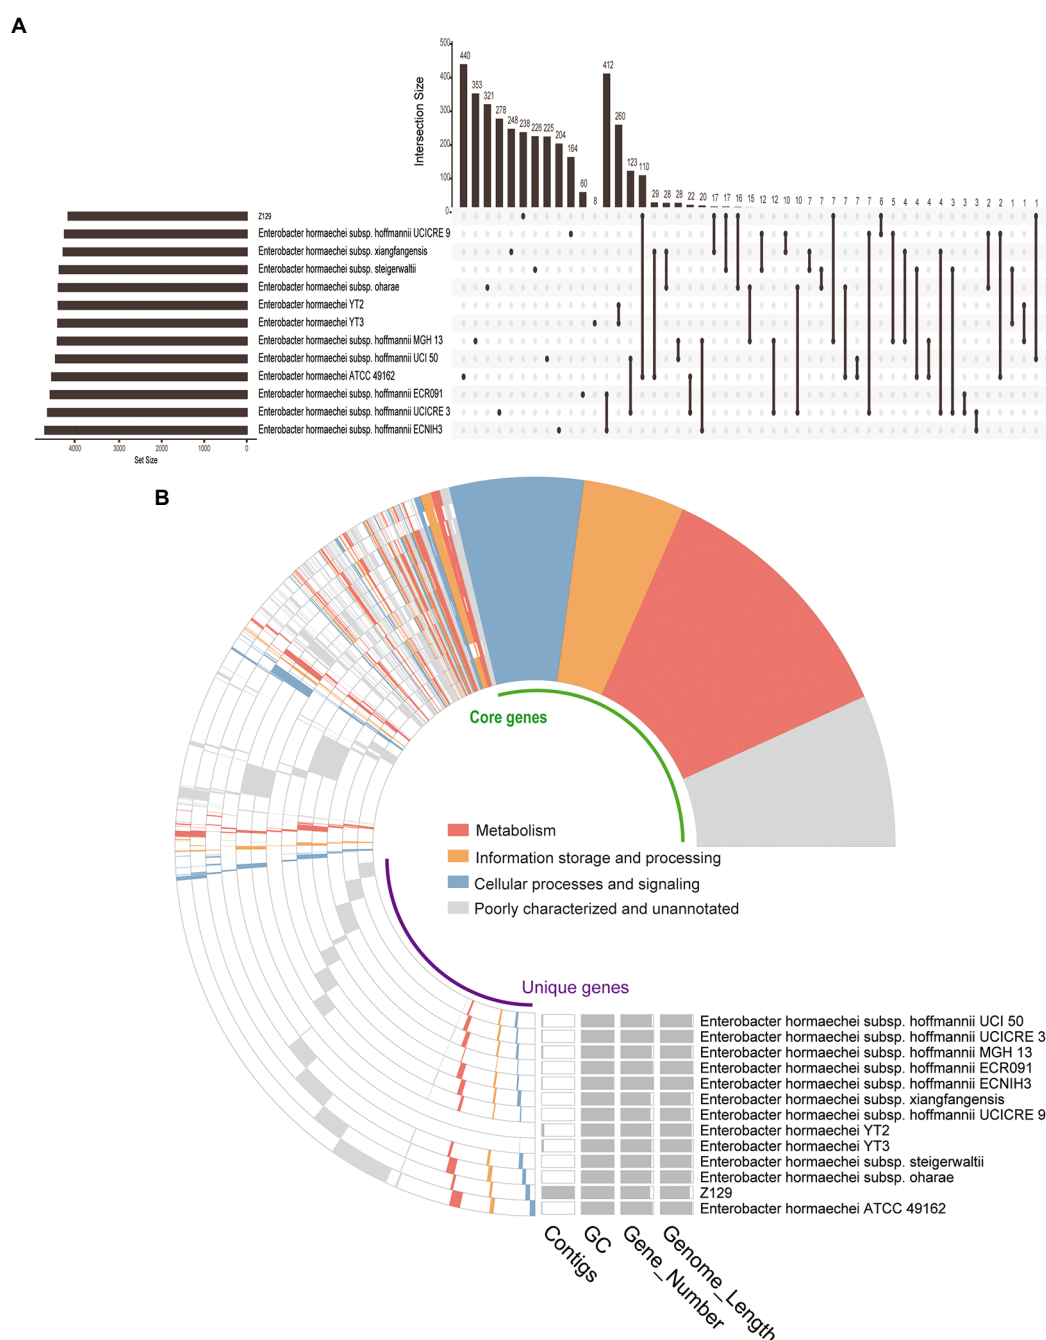 A
Intersection Size
500
400
300
200
100
0
440
353
321
278
248
238
226
225
204
164
60
8
412
260
123
110
29
28
28
22
20
17
17
16
15
12
12
10
10
7
7
7
7
7
7
6
5
4
4
4
4
3
3
3
2
2
1
1
1
Z129
Enterobacter hormaechei subsp. hoffmannii UCICRE 9
Enterobacter hormaechei subsp. xiangfangensis
Enterobacter hormaechei subsp. steigerwaltii
Enterobacter hormaechei subsp. oharae
Enterobacter hormaechei YT2
Enterobacter hormaechei YT3
Enterobacter hormaechei subsp. hoffmannii MGH 13
Enterobacter hormaechei subsp. hoffmannii UCI 50
Enterobacter hormaechei ATCC 49162
Enterobacter hormaechei subsp. hoffmannii ECR091
Enterobacter hormaechei subsp. hoffmannii UCICRE 3
Enterobacter hormaechei subsp. hoffmannii ECNIH3
4000 3000 2000 1000 0
Set Size
B
Core genes
Metabolism
Information storage and processing
Cellular processes and signaling
Poorly characterized and unannotated
Unique genes
Enterobacter hormaechei subsp. hoffmannii UCI 50
Enterobacter hormaechei subsp. hoffmannii UCICRE 3
Enterobacter hormaechei subsp. hoffmannii MGH 13
Enterobacter hormaechei subsp. hoffmannii ECR091
Enterobacter hormaechei subsp. hoffmannii ECNIH3
Enterobacter hormaechei subsp. xiangfangensis
Enterobacter hormaechei subsp. hoffmannii UCICRE 9
Enterobacter hormaechei YT2
Enterobacter hormaechei YT3
Enterobacter hormaechei subsp. steigerwaltii
Enterobacter hormaechei subsp. oharae
Z129
Enterobacter hormaechei ATCC 49162
Contigs
GC
Gene_Number
Genome_Length